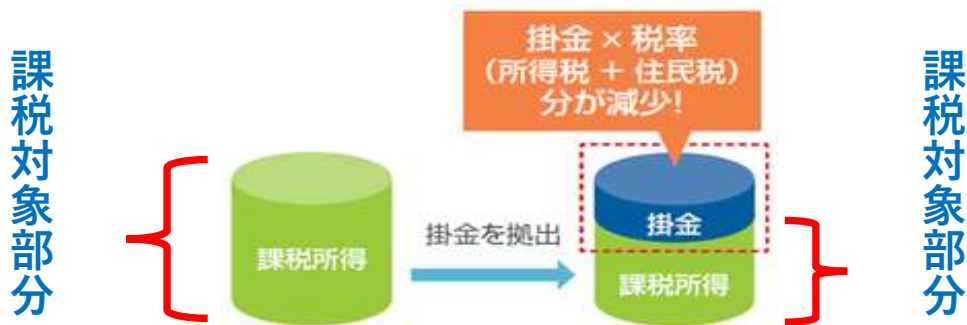 課税対象部分
掛金 × 税率
(所得税 + 住民税)
分が減少!
課税所得
掛金を拠出
掛金
課税所得
課税対象部分